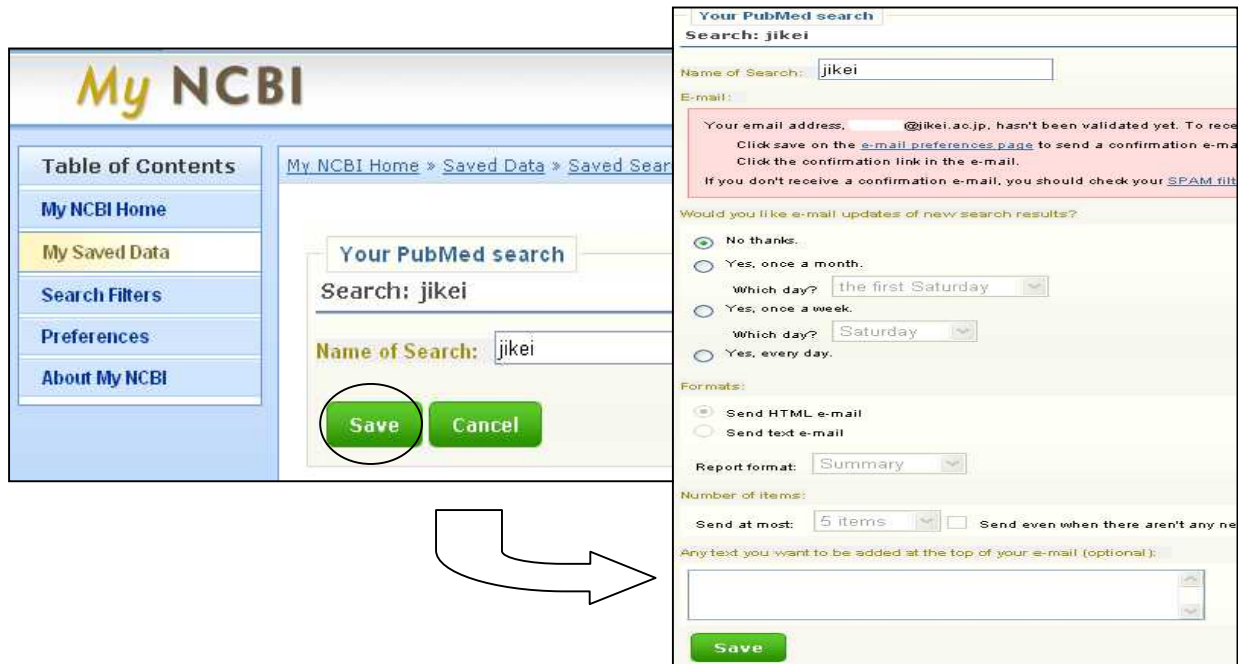 My NCBI
Table of Contents
My NCBI Home
My Saved Data
Search Filters
Preferences
About My NCBI
My NCBI Home » Saved Data » Saved Sear
Your PubMed search
Search: jikei
Name of Search: jikei
Save Cancel
Your PubMed search
Search: jikei
Name of Search: jikei
E-mail:
Your email address, @jikei.ac.jp, hasn't been validated yet. To rece
Click save on the e-mail preferences page to send a confirmation e-ma
Click the confirmation link in the e-mail.
If you don't receive a confirmation e-mail, you should check your SPAM filt
Would you like e-mail updates of new search results?
No thanks.
Yes, once a month.
Which day? the first Saturday
Yes, once a week.
Which day? Saturday
Yes, every day.
Formats:
Send HTML e-mail
Send text e-mail
Report format: Summary
Number of items:
Send at most: 5 items Send even when there aren't any ne
Any text you want to be added at the top of your e-mail (optional):
Save